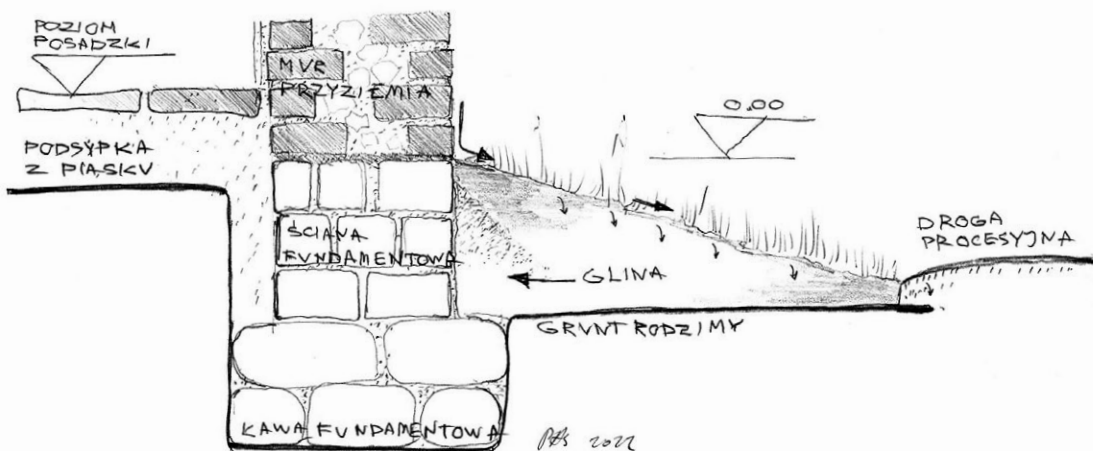 POZIOM
POSADZKI
MUR
PRZYZIEMIA
0.00
PODSYPKA
Z PIASKU
ŚCIANA
FUNDAMENTOWA
GLINA
DROGA
PROCESYJNA
GRUNT RODZIMY
ŁAWA FUNDAMENTOWA
2022